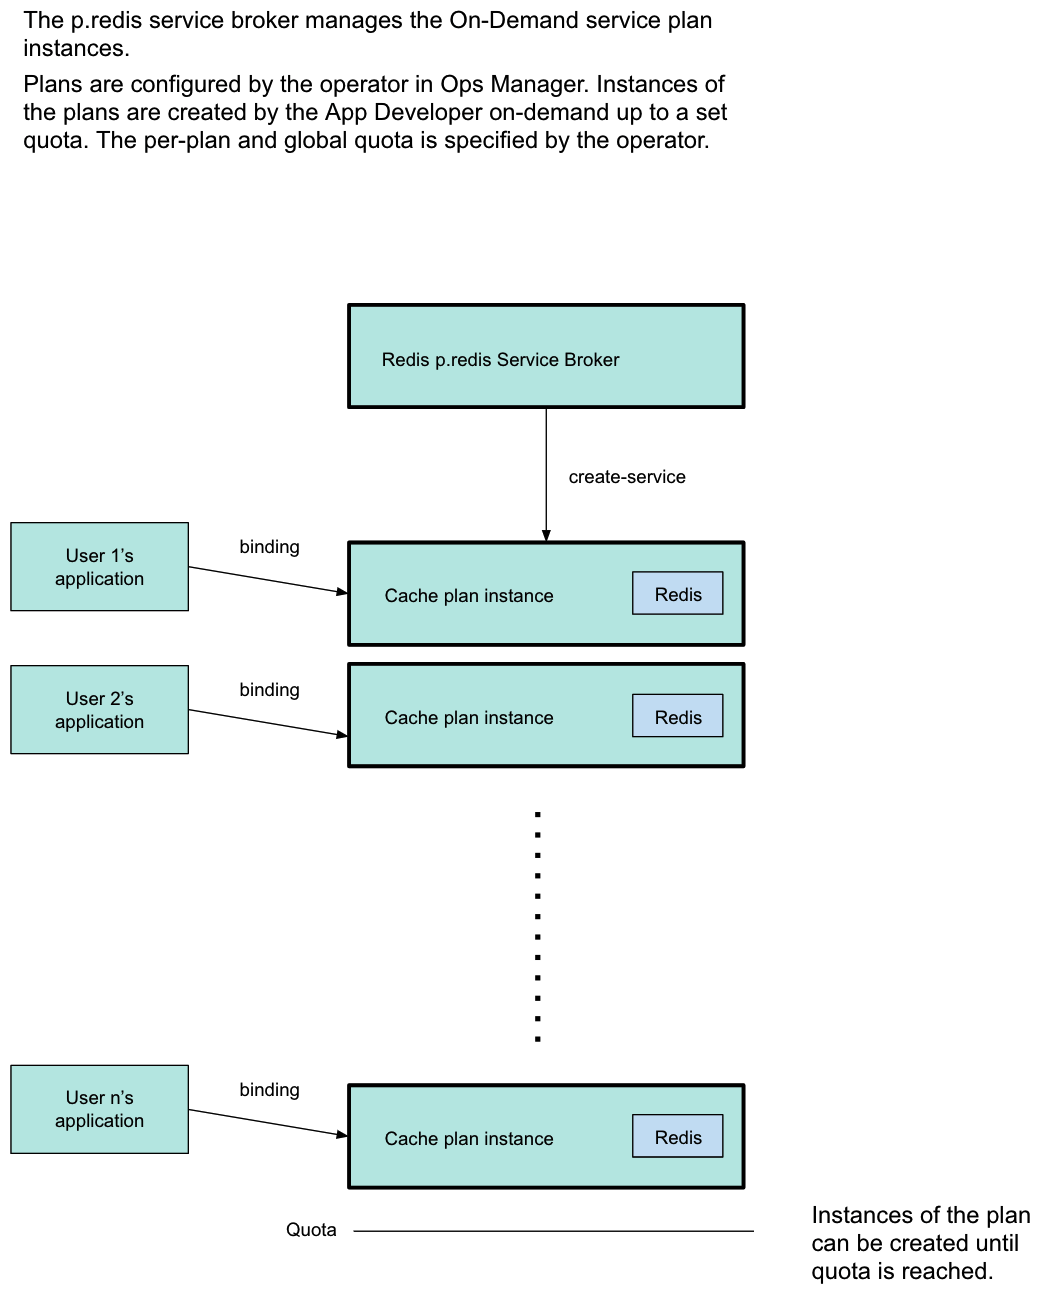 The p.redis service broker manages the On-Demand service plan
instances.
Plans are configured by the operator in Ops Manager. Instances of
the plans are created by the App Developer on-demand up to a set
quota. The per-plan and global quota is specified by the operator.
Redis p.redis Service Broker
create-service
User 1’s
application
binding
Cache plan instance
Redis
User 2’s
application
binding
Cache plan instance
Redis
User n’s
application
binding
Cache plan instance
Redis
Quota
Instances of the plan
can be created until
quota is reached.